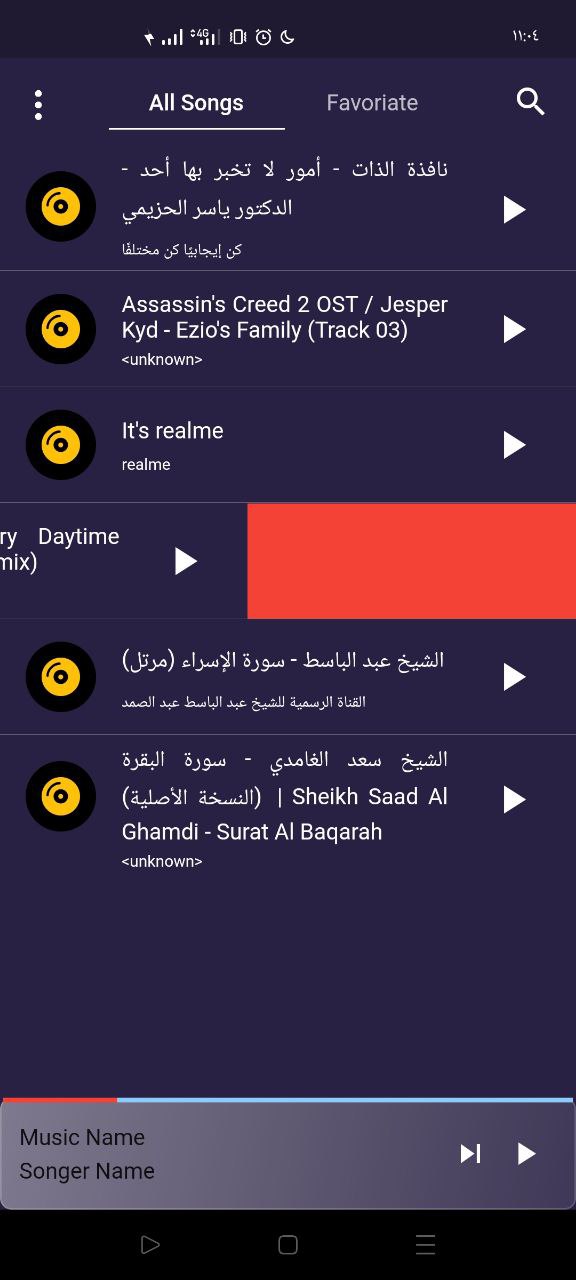 4G
١١:٠٤
All Songs
Favoriate
نافذة الذات - أمور لا تخبر بها أحد -
الدكتور ياسر الحزيمي
كن إيجابيًا كن مختلفًا
Assassin's Creed 2 OST / Jesper
Kyd - Ezio's Family (Track 03)
<unknown>
It's realme
realme
ry Daytime
mix)
الشيخ عبد الباسط - سورة الإسراء (مرتل)
القناة الرسمية للشيخ عبد الباسط عبد الصمد
الشيخ سعد الغامدي - سورة البقرة
(النسخة الأصلية) | Sheikh Saad Al
Ghamdi - Surat Al Baqarah
<unknown>
Music Name
Songer Name